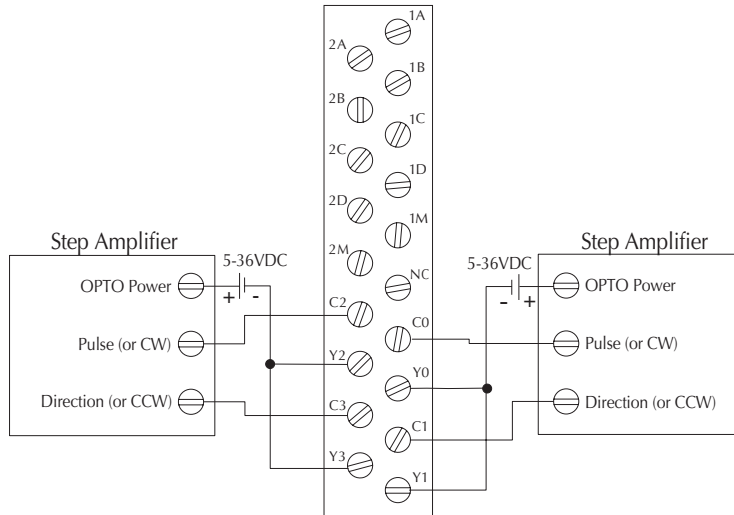 1A
2A
1B
2B
1C
2C
1D
2D
1M
Step Amplifier
Step Amplifier
2M
5-36VDC
5-36VDC
NC
OPTO Power
+ -
- +
OPTO Power
C2
C0
Pulse (or CW)
Pulse (or CW)
Y2
Y0
Direction (or CCW)
C3
Direction (or CCW)
C1
Y3
Y1